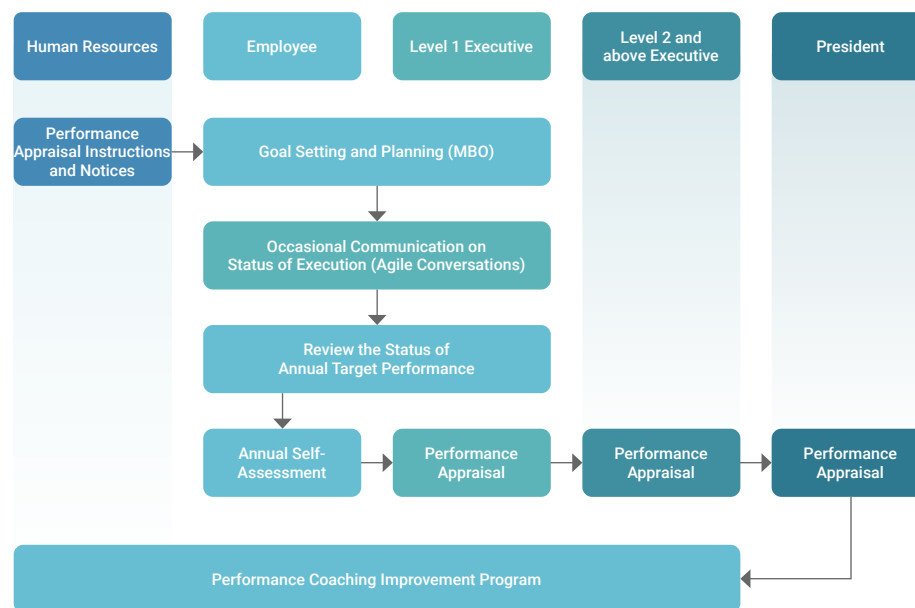 Human Resources
Employee
Level 1 Executive
Level 2 and
above Executive
President
Performance
Appraisal Instructions
and Notices
Goal Setting and Planning (MBO)
Occasional Communication on
Status of Execution (Agile Conversations)
Review the Status of
Annual Target Performance
Annual Self-
Assessment
Performance
Appraisal
Performance
Appraisal
Performance
Appraisal
Performance Coaching Improvement Program